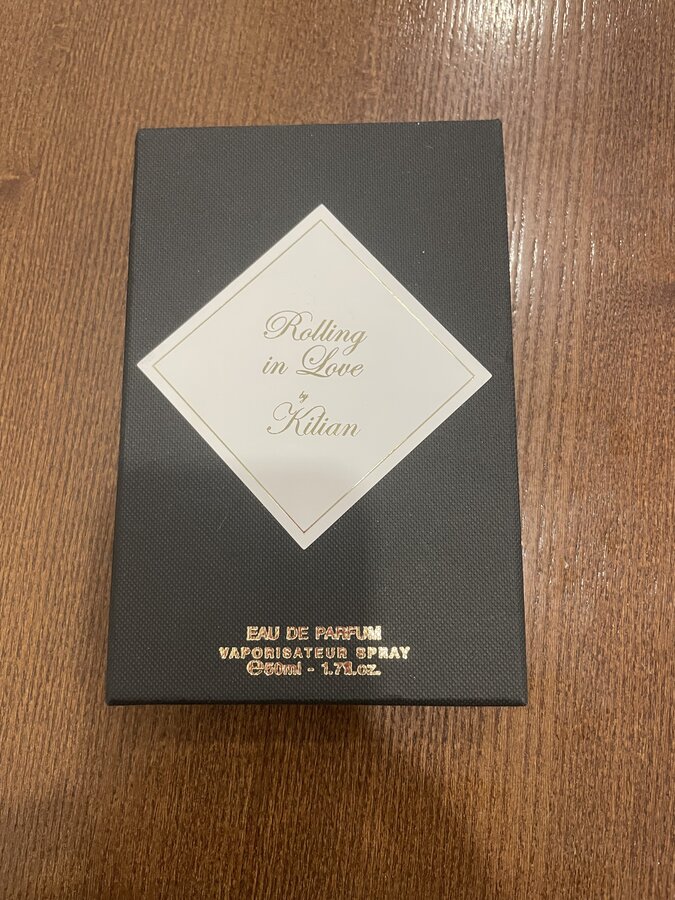 Rolling
in Love
by
Kilian
EAU DE PARFUM
VAPORISATEUR SPRAY
℮50ml - 1.7fl.oz.